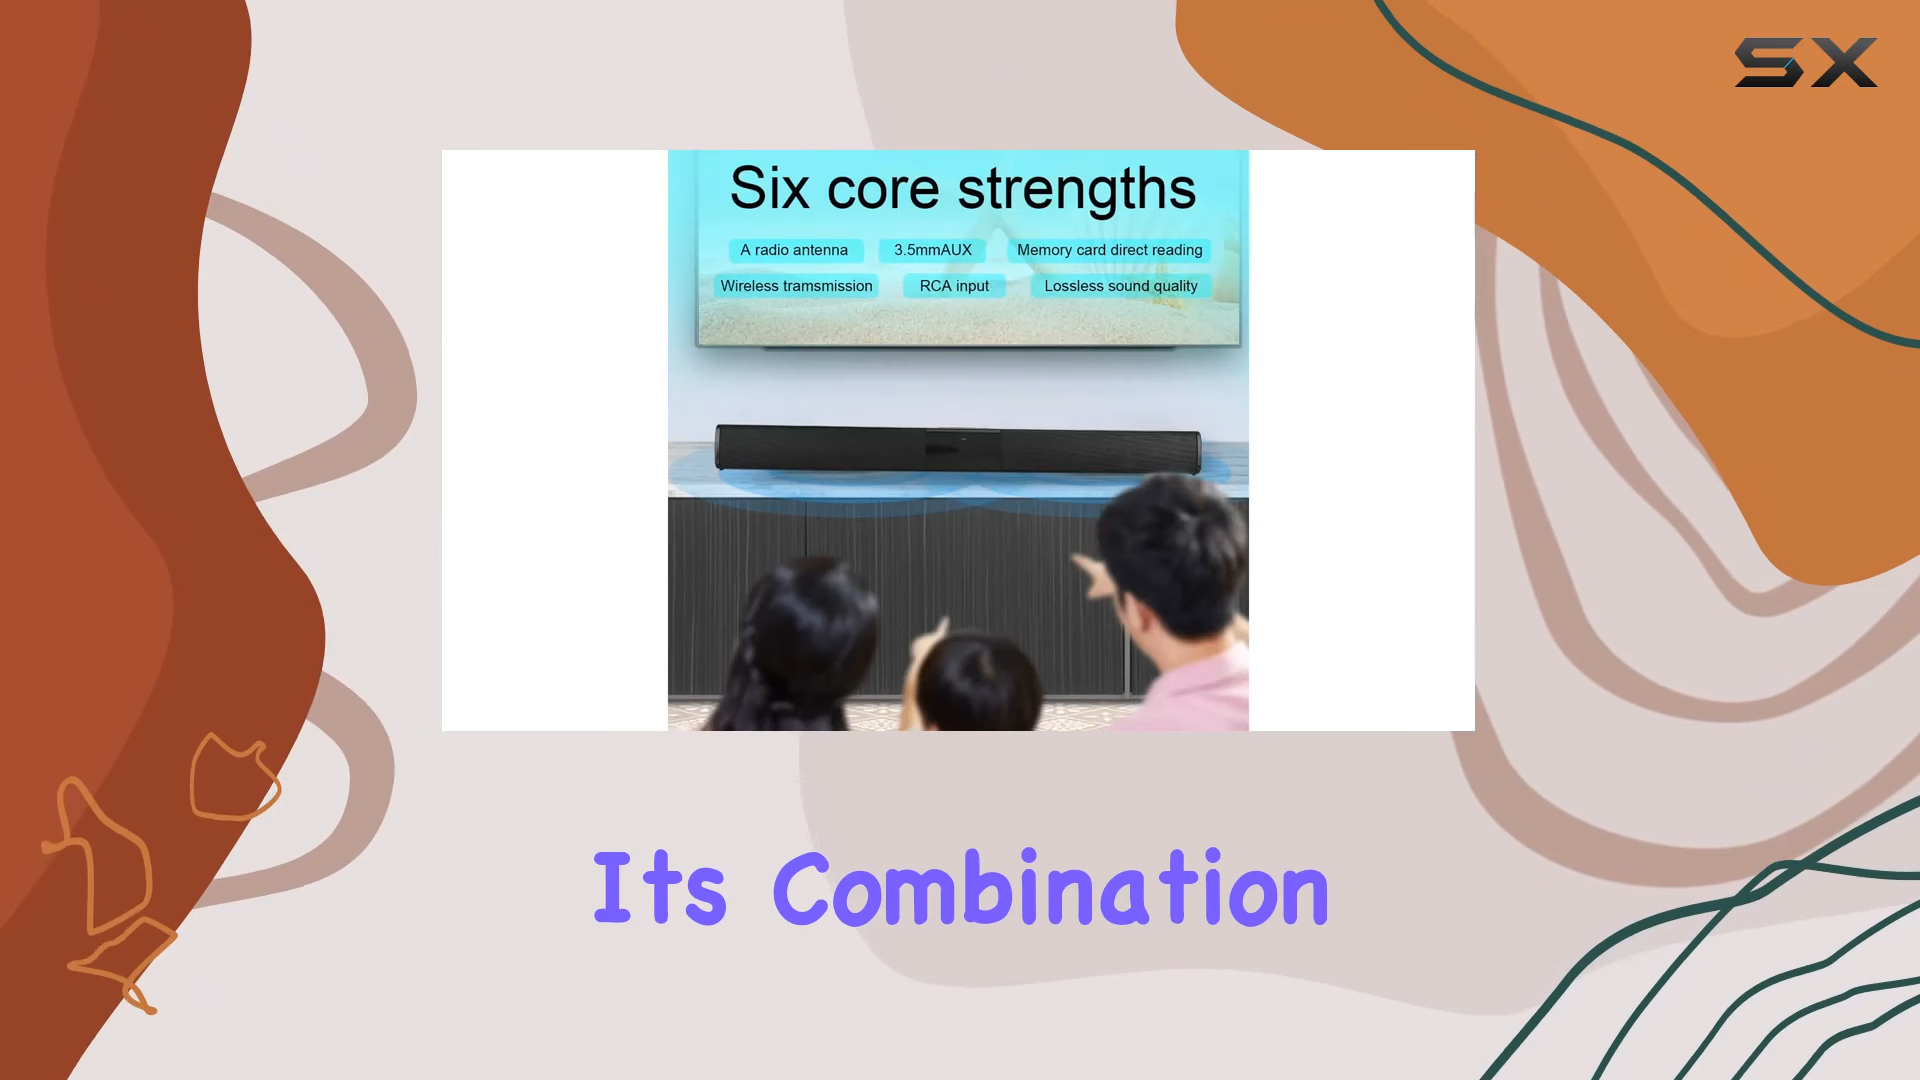 SX
Six core strengths
A radio antenna 3.5mmAUX Memory card direct reading
Wireless tramsmission RCA input Lossless sound quality
Its Combination